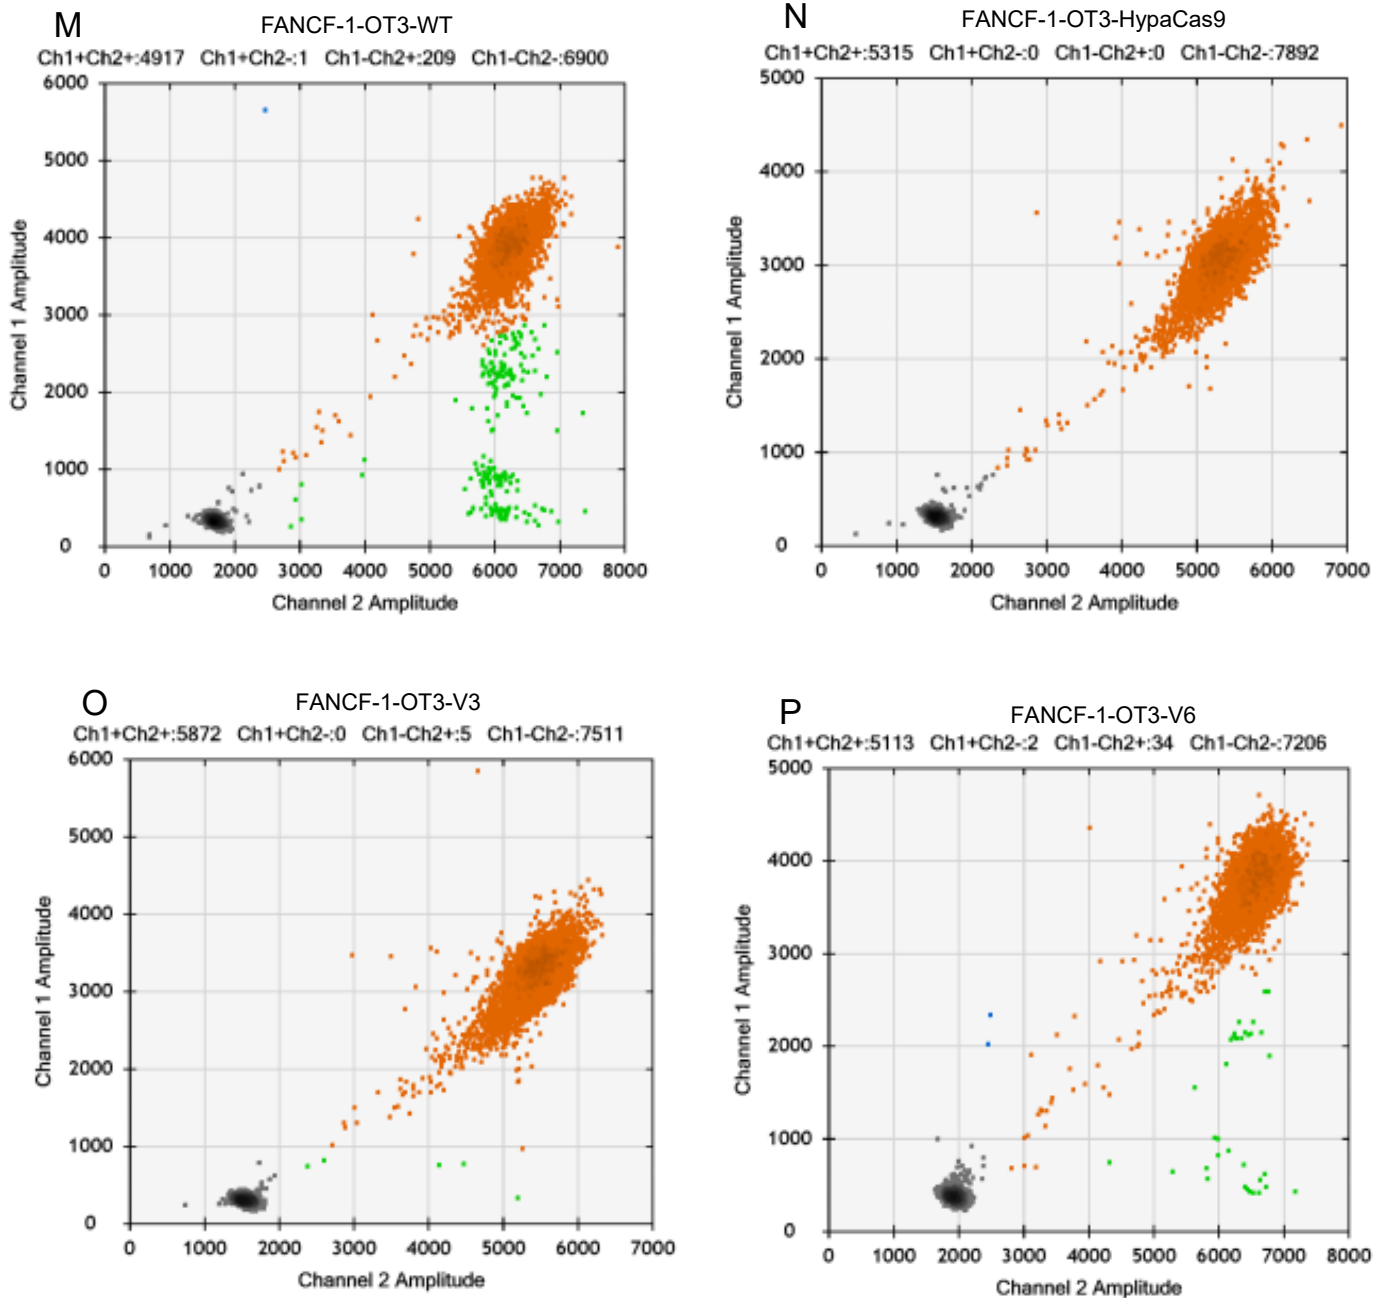 M
FANCF-1-OT3-WT
Ch1+Ch2+:4917 Ch1+Ch2-:1 Ch1-Ch2+:209 Ch1-Ch2-:6900
6000
5000
4000
3000
2000
1000
0
Channel 1 Amplitude
0 1000 2000 3000 4000 5000 6000 7000 8000
Channel 2 Amplitude
N
FANCF-1-OT3-HypaCas9
Ch1+Ch2+:5315 Ch1+Ch2-:0 Ch1-Ch2+:0 Ch1-Ch2-:7892
5000
4000
3000
2000
1000
0
Channel 1 Amplitude
0 1000 2000 3000 4000 5000 6000 7000
Channel 2 Amplitude
O
FANCF-1-OT3-V3
Ch1+Ch2+:5872 Ch1+Ch2-:0 Ch1-Ch2+:5 Ch1-Ch2-:7511
6000
5000
4000
3000
2000
1000
0
Channel 1 Amplitude
0 1000 2000 3000 4000 5000 6000 7000
Channel 2 Amplitude
P
FANCF-1-OT3-V6
Ch1+Ch2+:5113 Ch1+Ch2-:2 Ch1-Ch2+:34 Ch1-Ch2-:7206
5000
4000
3000
2000
1000
0
Channel 1 Amplitude
0 1000 2000 3000 4000 5000 6000 7000 8000
Channel 2 Amplitude